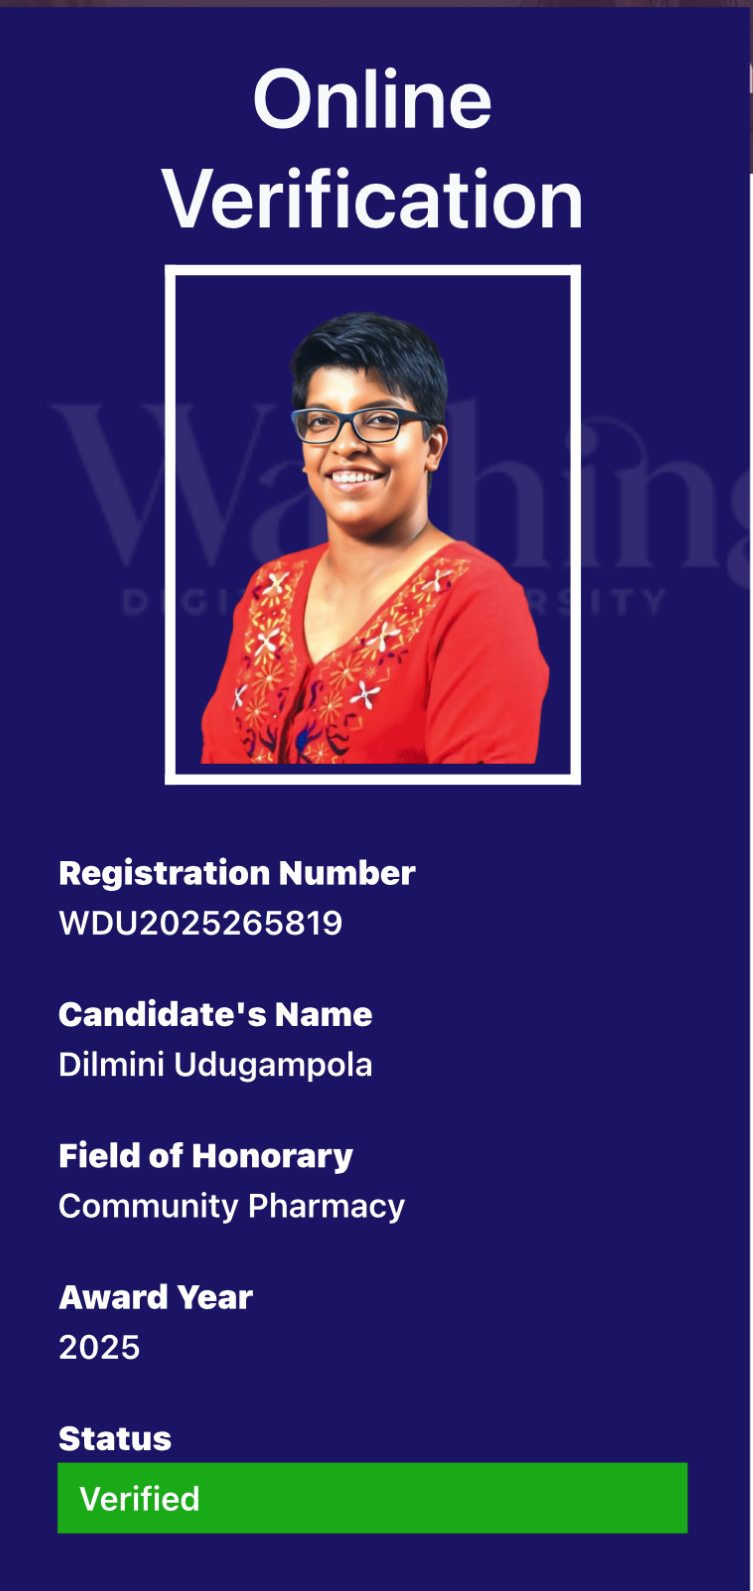 Online
Verification
Registration Number
WDU2025265819
Candidate's Name
Dilmini Udugampola
Field of Honorary
Community Pharmacy
Award Year
2025
Status
Verified